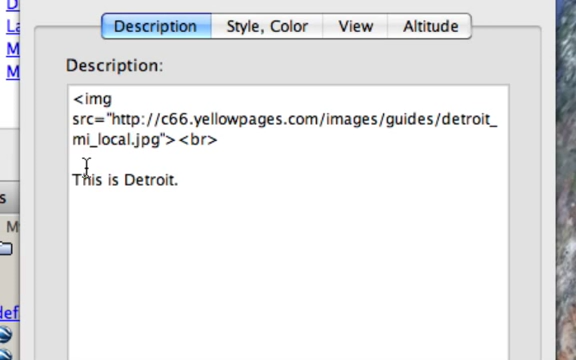 Description Style, Color View Altitude
Description:
<img
src="http://c66.yellowpages.com/images/guides/detroit_
mi_local.jpg"><br>
This is Detroit.